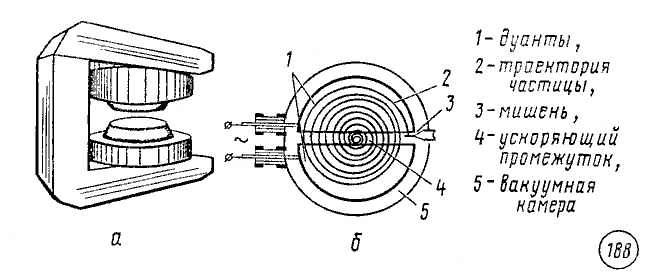 1-дуанты,
2-траектория
частицы,
3-мишень,
4-ускоряющий
промежуток,
5-вакуумная
камера
1
2
3
4
5
~
а
б
188